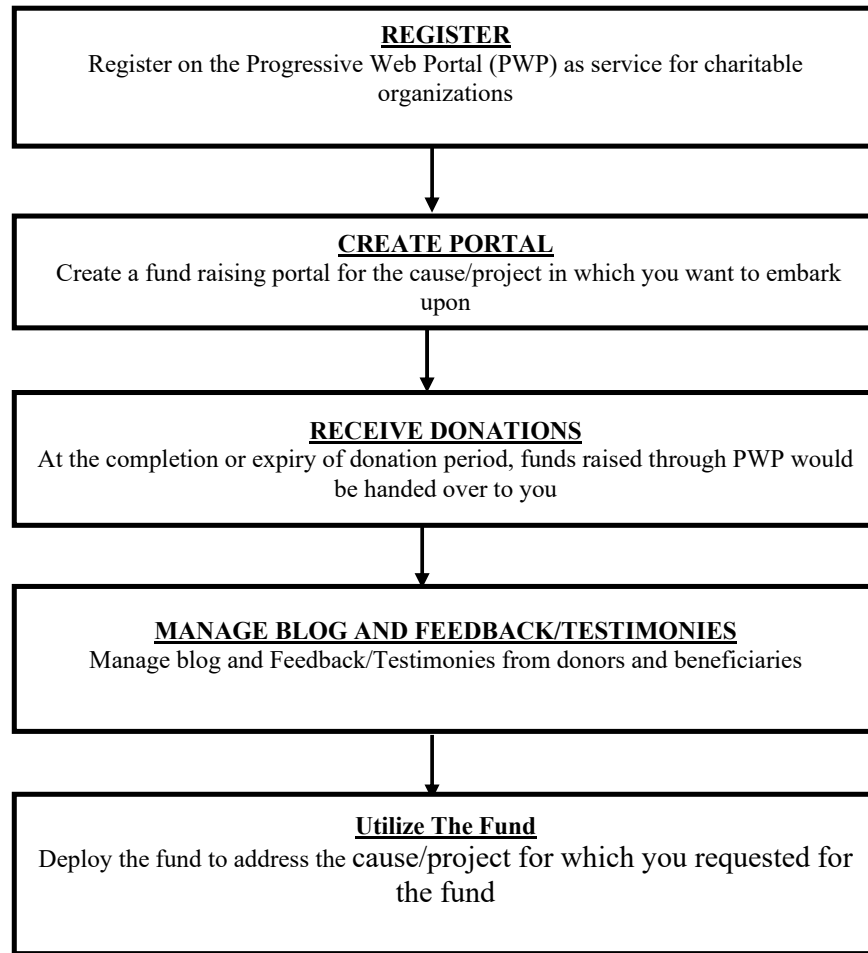 REGISTER
Register on the Progressive Web Portal (PWP) as service for charitable
organizations
CREATE PORTAL
Create a fund raising portal for the cause/project in which you want to embark
upon
RECEIVE DONATIONS
At the completion or expiry of donation period, funds raised through PWP would
be handed over to you
MANAGE BLOG AND FEEDBACK/TESTIMONIES
Manage blog and Feedback/Testimonies from donors and beneficiaries
Utilize The Fund
Deploy the fund to address the cause/project for which you requested for
the fund